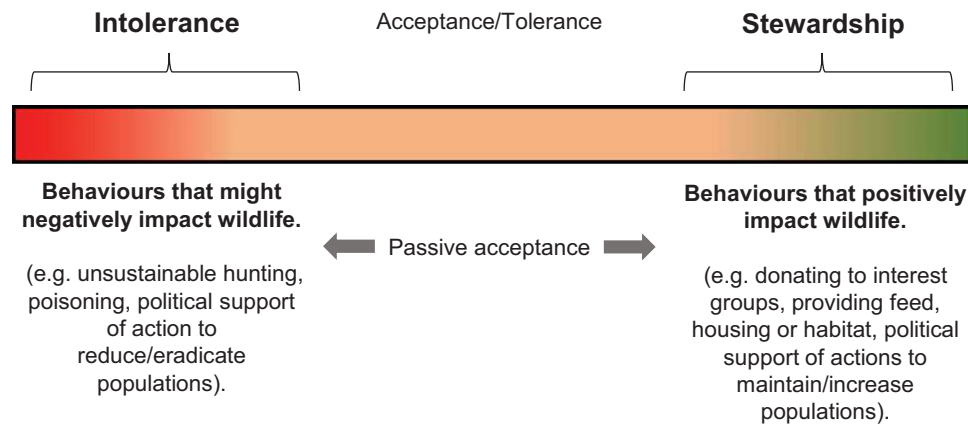 Intolerance
Acceptance/Tolerance
Stewardship
Behaviours that might
negatively impact wildlife.
(e.g. unsustainable hunting,
poisoning, political support
of action to
reduce/eradicate
populations).
Passive acceptance
Behaviours that positively
impact wildlife.
(e.g. donating to interest
groups, providing feed,
housing or habitat, political
support of actions to
maintain/increase
populations).